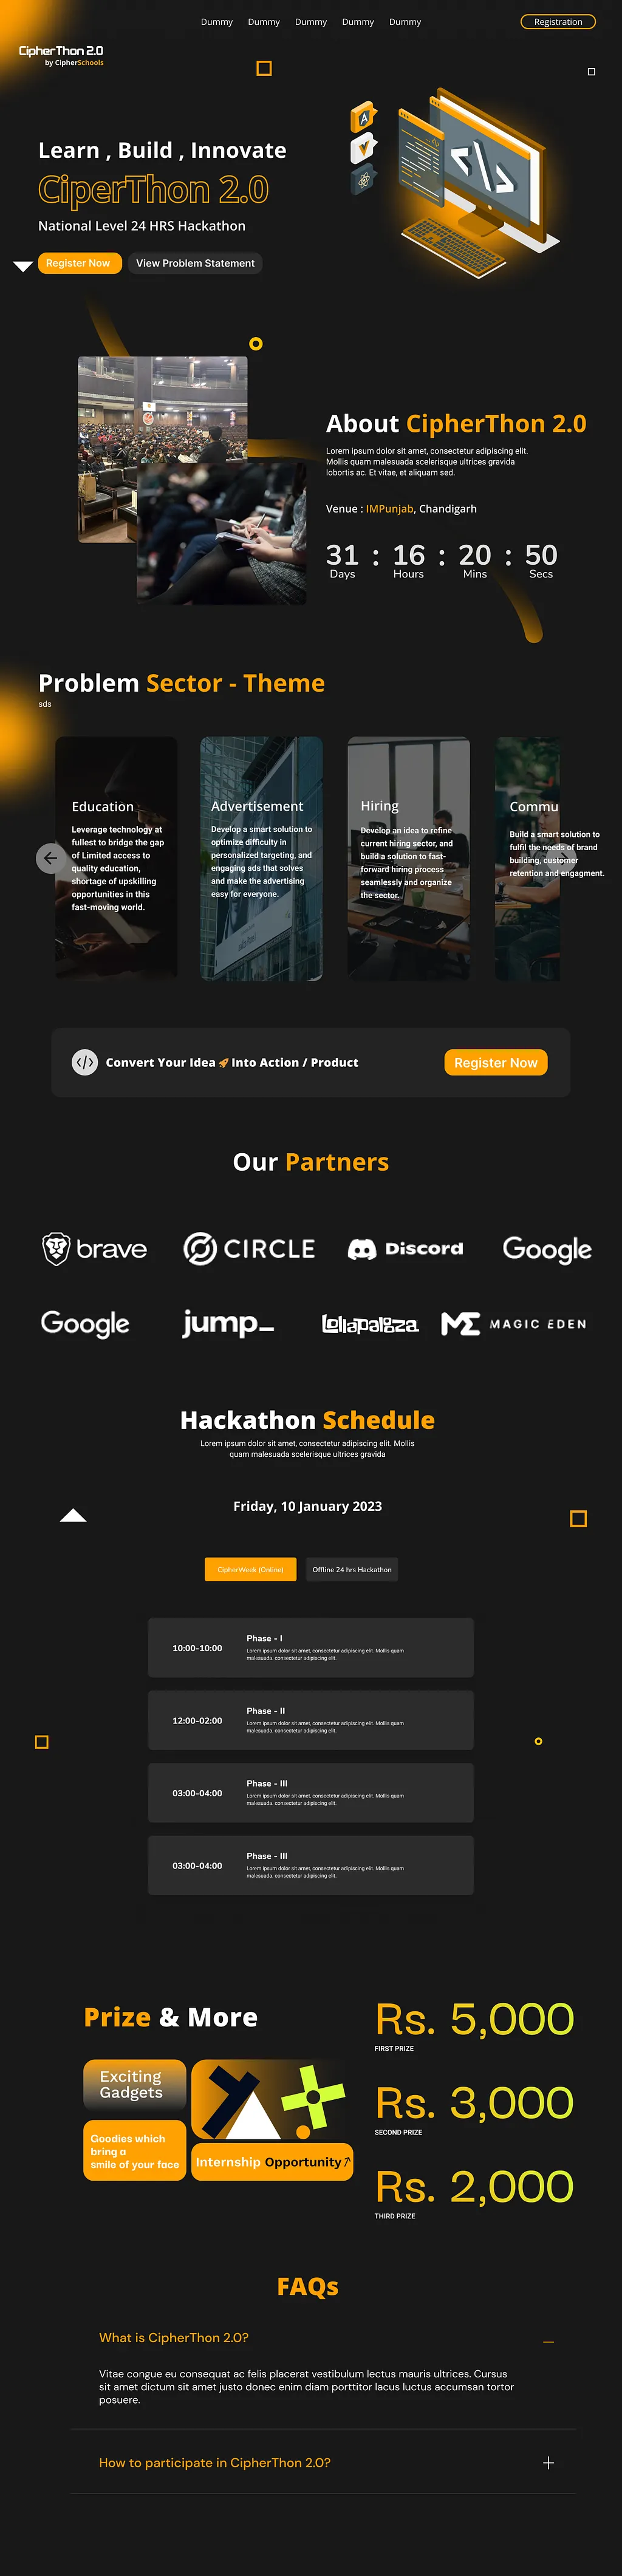 Dummy Dummy Dummy Dummy Dummy
Registration
CipherThon 2.0
by CipherSchools
Learn , Build , Innovate
CiperThon 2.0
National Level 24 HRS Hackathon
Register Now
View Problem Statement
A
</>
About CipherThon 2.0
Lorem ipsum dolor sit amet, consectetur adipiscing elit.
Mollis quam malesuada scelerisque ultrices gravida
lobortis ac. Et vitae, et aliquam sed.
Venue : IMPunjab, Chandigarh
31 : 16 : 20 : 50
Days Hours Mins Secs
Problem Sector - Theme
sds
Education
Leverage technology at
fullest to bridge the gap
of Limited access to
quality education,
shortage of upskilling
opportunities in this
fast-moving world.
Advertisement
Develop a smart solution to
optimize difficulty in
personalized targeting, and
engaging ads that solves
and make the advertising
easy for everyone.
Hiring
Develop an idea to refine
current hiring sector, and
build a solution to fast-
forward hiring process
seamlessly and organize
the sector.
Commu
Build a smart solution to
fulfil the needs of brand
building, customer
retention and engagment.
</>
Convert Your Idea 🚀 Into Action / Product
Register Now
Our Partners
brave
CIRCLE
Discord
Google
Google
jump_
Lollapalooza
ME MAGIC EDEN
Hackathon Schedule
Lorem ipsum dolor sit amet, consectetur adipiscing elit. Mollis
quam malesuada scelerisque ultrices gravida
Friday, 10 January 2023
CipherWeek (Online)
Offline 24 hrs Hackathon
10:00-10:00
Phase - I
Lorem ipsum dolor sit amet, consectetur adipiscing elit. Mollis quam
malesuada. consectetur adipiscing elit.
12:00-02:00
Phase - II
Lorem ipsum dolor sit amet, consectetur adipiscing elit. Mollis quam
malesuada. consectetur adipiscing elit.
03:00-04:00
Phase - III
Lorem ipsum dolor sit amet, consectetur adipiscing elit. Mollis quam
malesuada. consectetur adipiscing elit.
03:00-04:00
Phase - III
Lorem ipsum dolor sit amet, consectetur adipiscing elit. Mollis quam
malesuada. consectetur adipiscing elit.
Prize & More
Exciting
Gadgets
Goodies which
bring a
smile of your face
Internship Opportunity↗
Rs. 5,000
FIRST PRIZE
Rs. 3,000
SECOND PRIZE
Rs. 2,000
THIRD PRIZE
FAQs
What is CipherThon 2.0?
Vitae congue eu consequat ac felis placerat vestibulum lectus mauris ultrices. Cursus
sit amet dictum sit amet justo donec enim diam porttitor lacus luctus accumsan tortor
posuere.
How to participate in CipherThon 2.0?